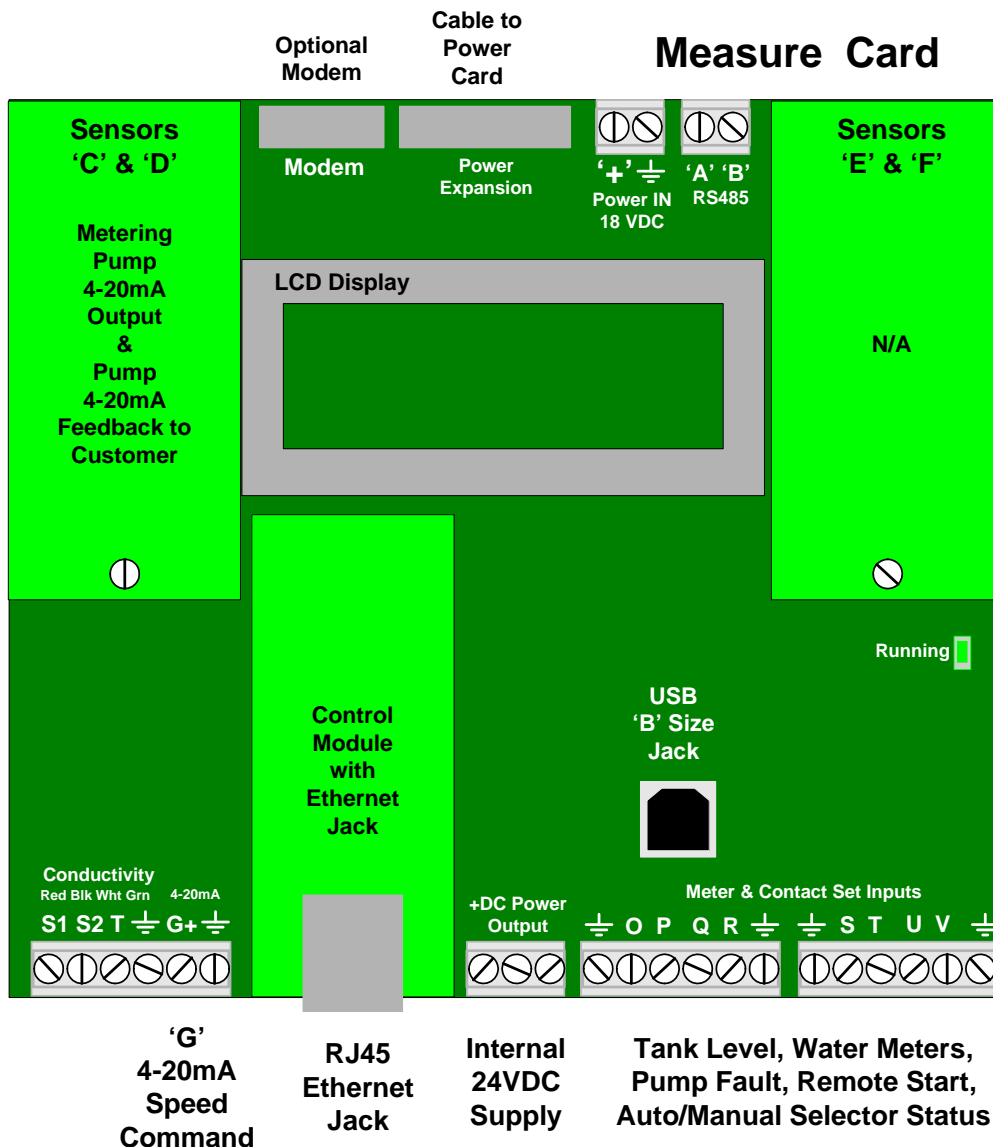 Optional
Modem
Cable to
Power
Card
Measure Card
Sensors
‘C’ & ‘D’
Metering
Pump
4-20mA
Output
&
Pump
4-20mA
Feedback to
Customer
Modem
Power
Expansion
‘+’
Power IN
18 VDC
‘A’ ‘B’
RS485
Sensors
‘E’ & ‘F’
N/A
LCD Display
Running
USB
‘B’ Size
Jack
Control
Module
with
Ethernet
Jack
Conductivity
Red Blk Wht Grn 4-20mA
S1 S2 T ⏚ G+ ⏚
+DC Power
Output
Meter & Contact Set Inputs
⏚ O P Q R ⏚ ⏚ S T U V ⏚
‘G’
4-20mA
Speed
Command
RJ45
Ethernet
Jack
Internal
24VDC
Supply
Tank Level, Water Meters,
Pump Fault, Remote Start,
Auto/Manual Selector Status